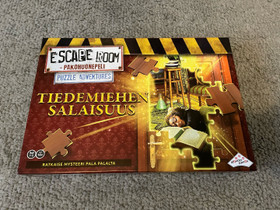 ESCAPE ROOM
- PAKOHUONEPELI -
PUZZLE ADVENTURES
TIEDEMIEHEN
SALAISUUS
RATKAISE MYSTEERI PALA PALALTA